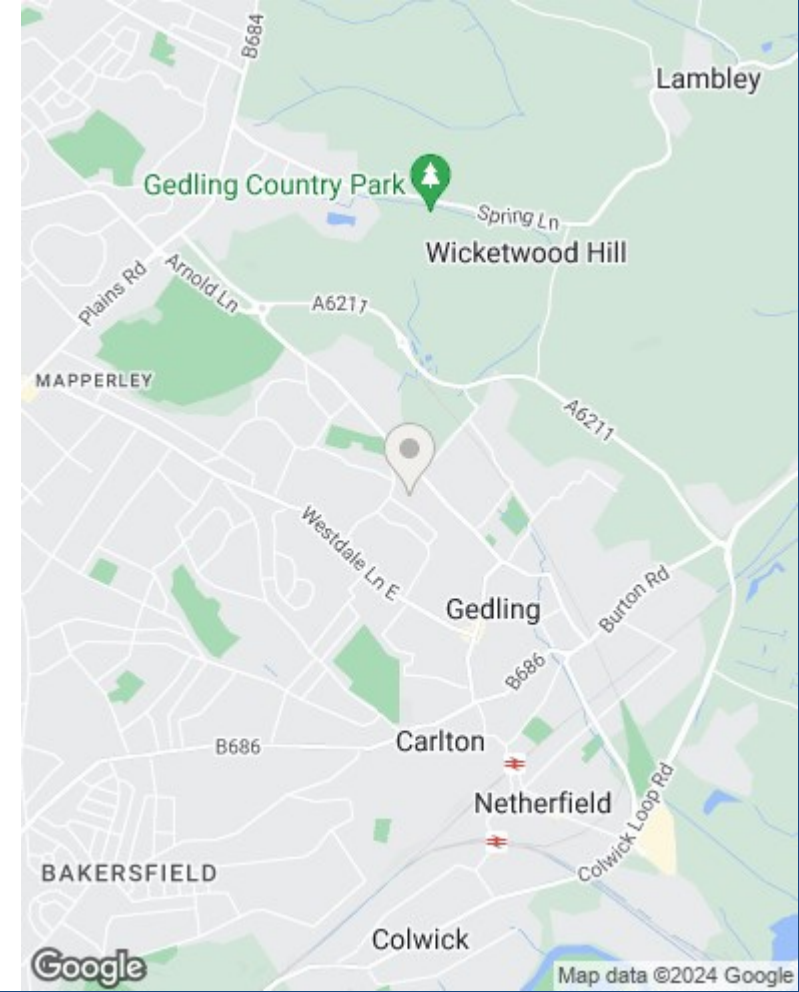 B684
Lambley
Gedling Country Park
Spring Ln
Wicketwood Hill
Plains Rd
Arnold Ln
A6211
MAPPERLEY
A6211
Westdale Ln E
Gedling
Burton Rd
B686
B686
Carlton
Netherfield
Colwick Loop Rd
BAKERSFIELD
Colwick
Google
Map data ©2024 Google